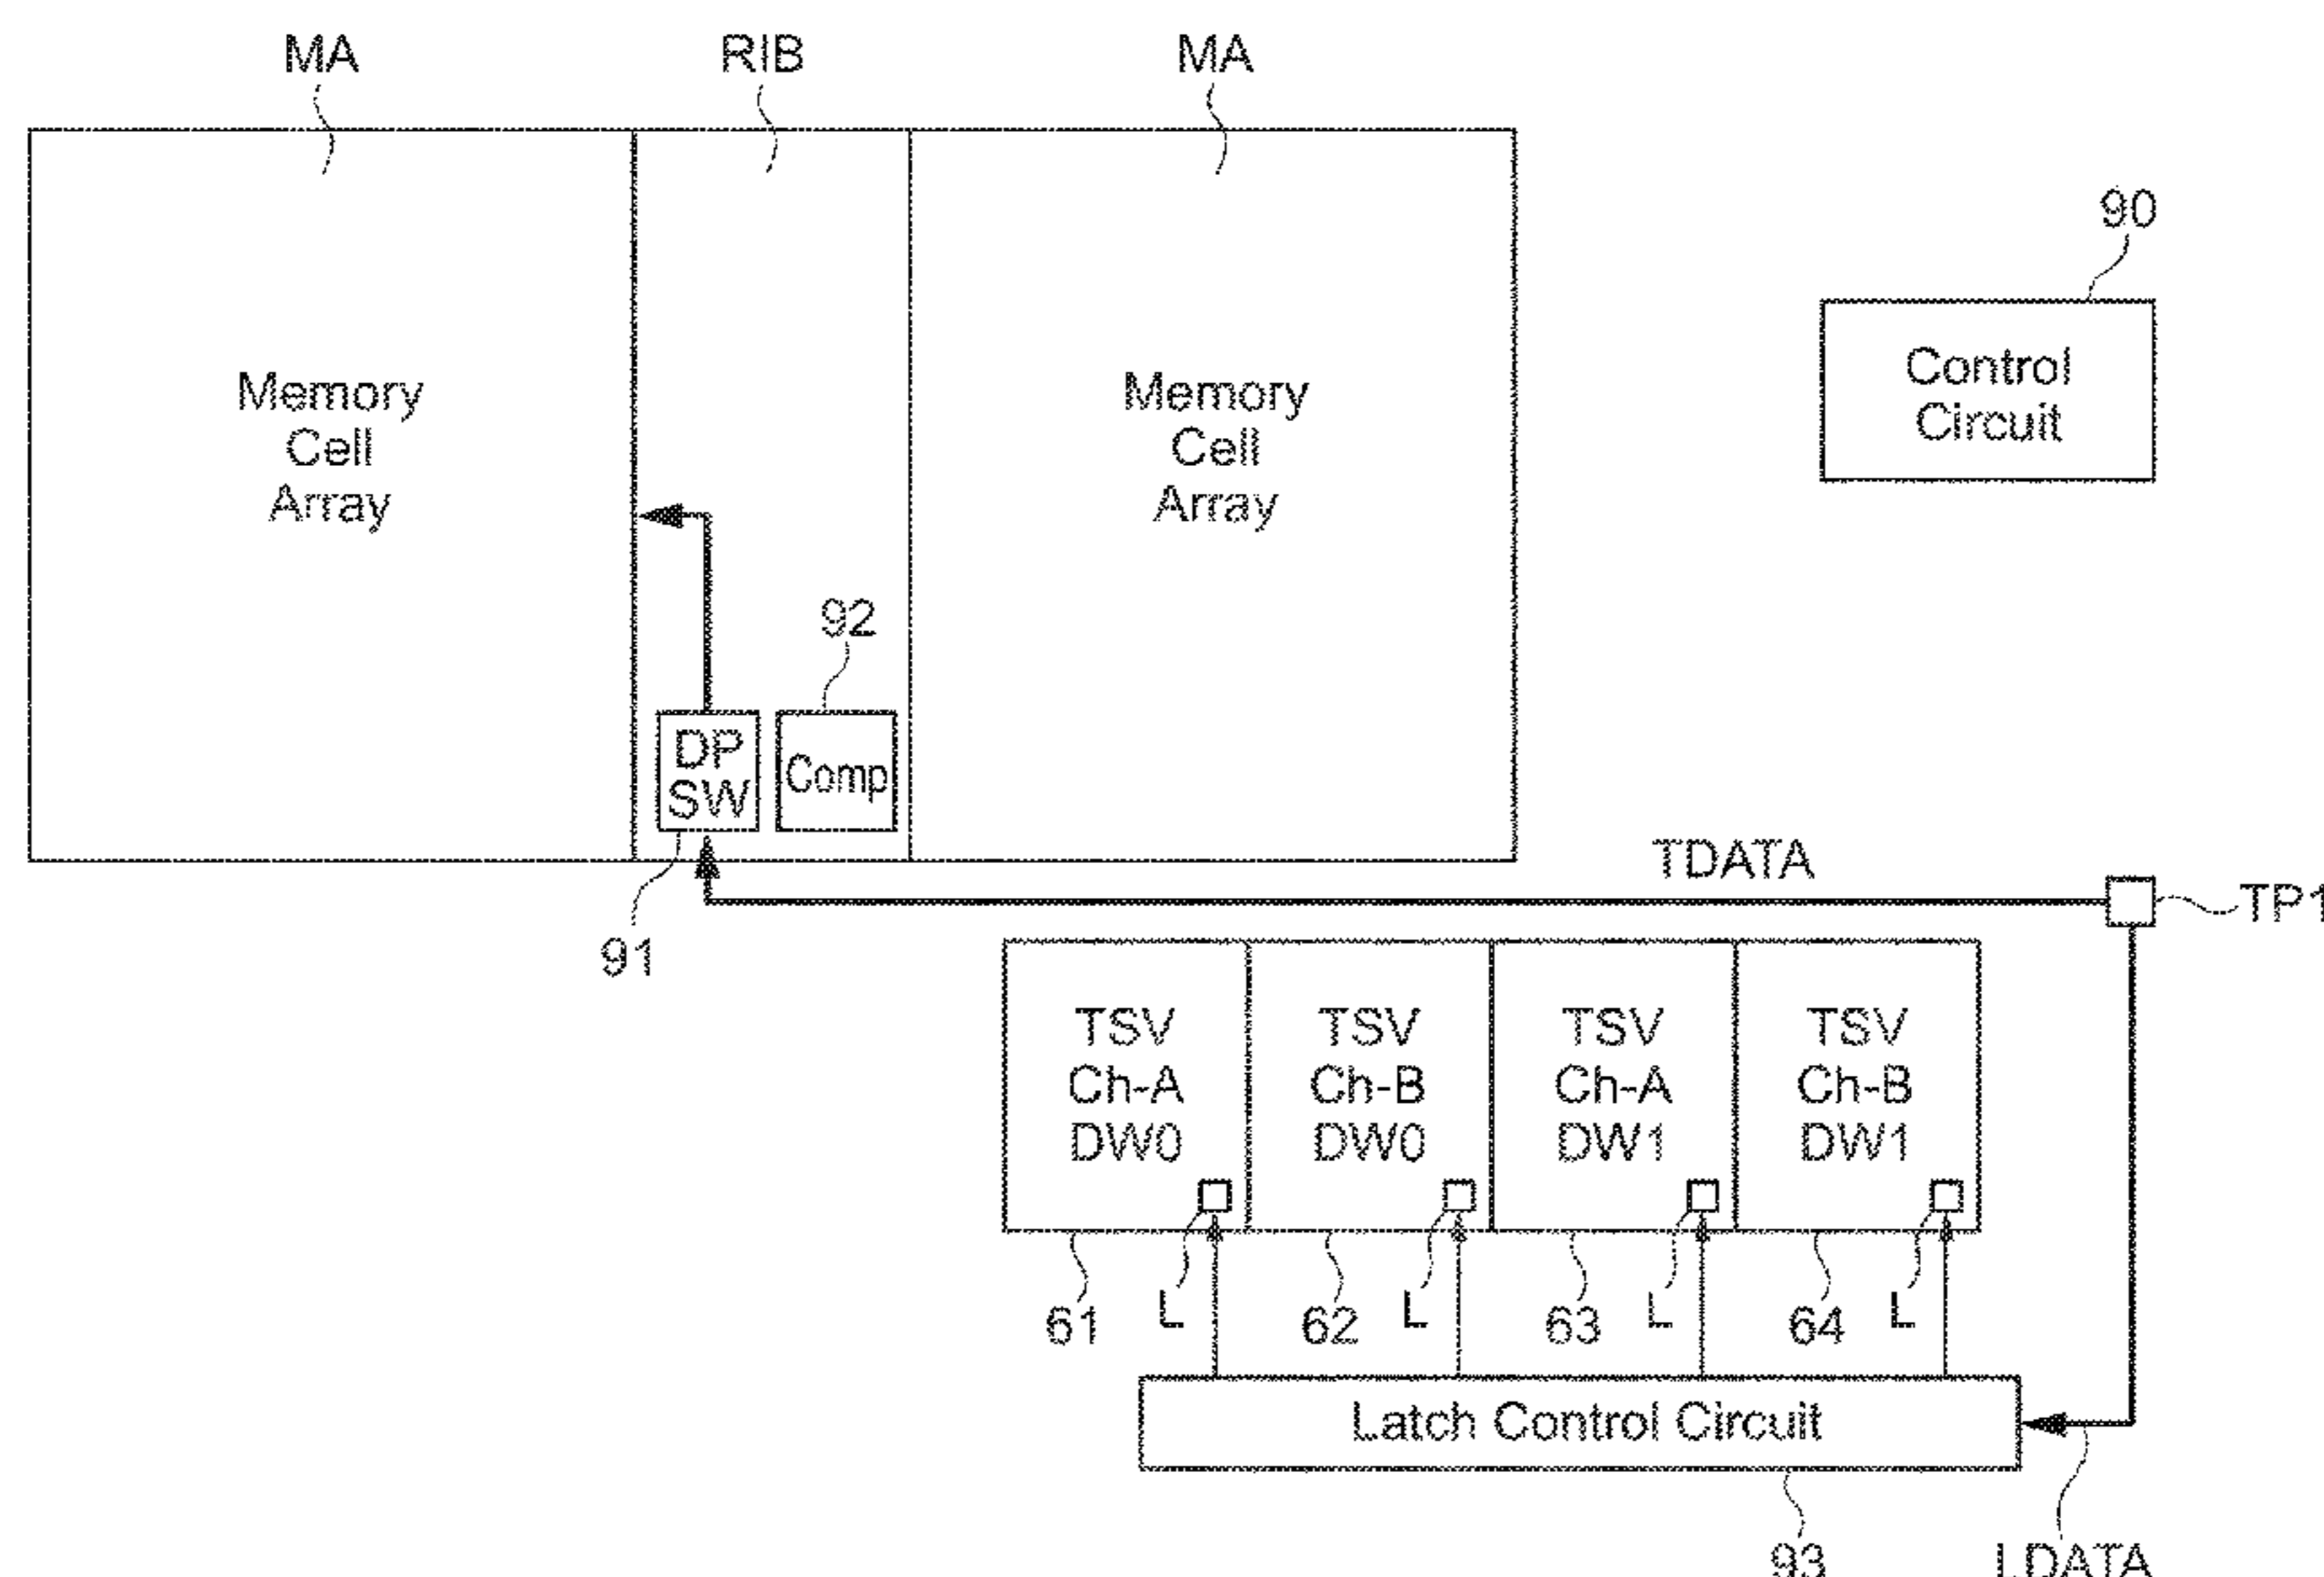 MA
RIB
MA
90
Control
Circuit
Memory
Cell
Array
Memory
Cell
Array
92
DP
SW
Comp
TDATA
TP1
91
TSV
Ch-A
DW0
TSV
Ch-B
DW0
TSV
Ch-A
DW1
TSV
Ch-B
DW1
61
L
62
L
63
L
64
L
Latch Control Circuit
93
LDATA